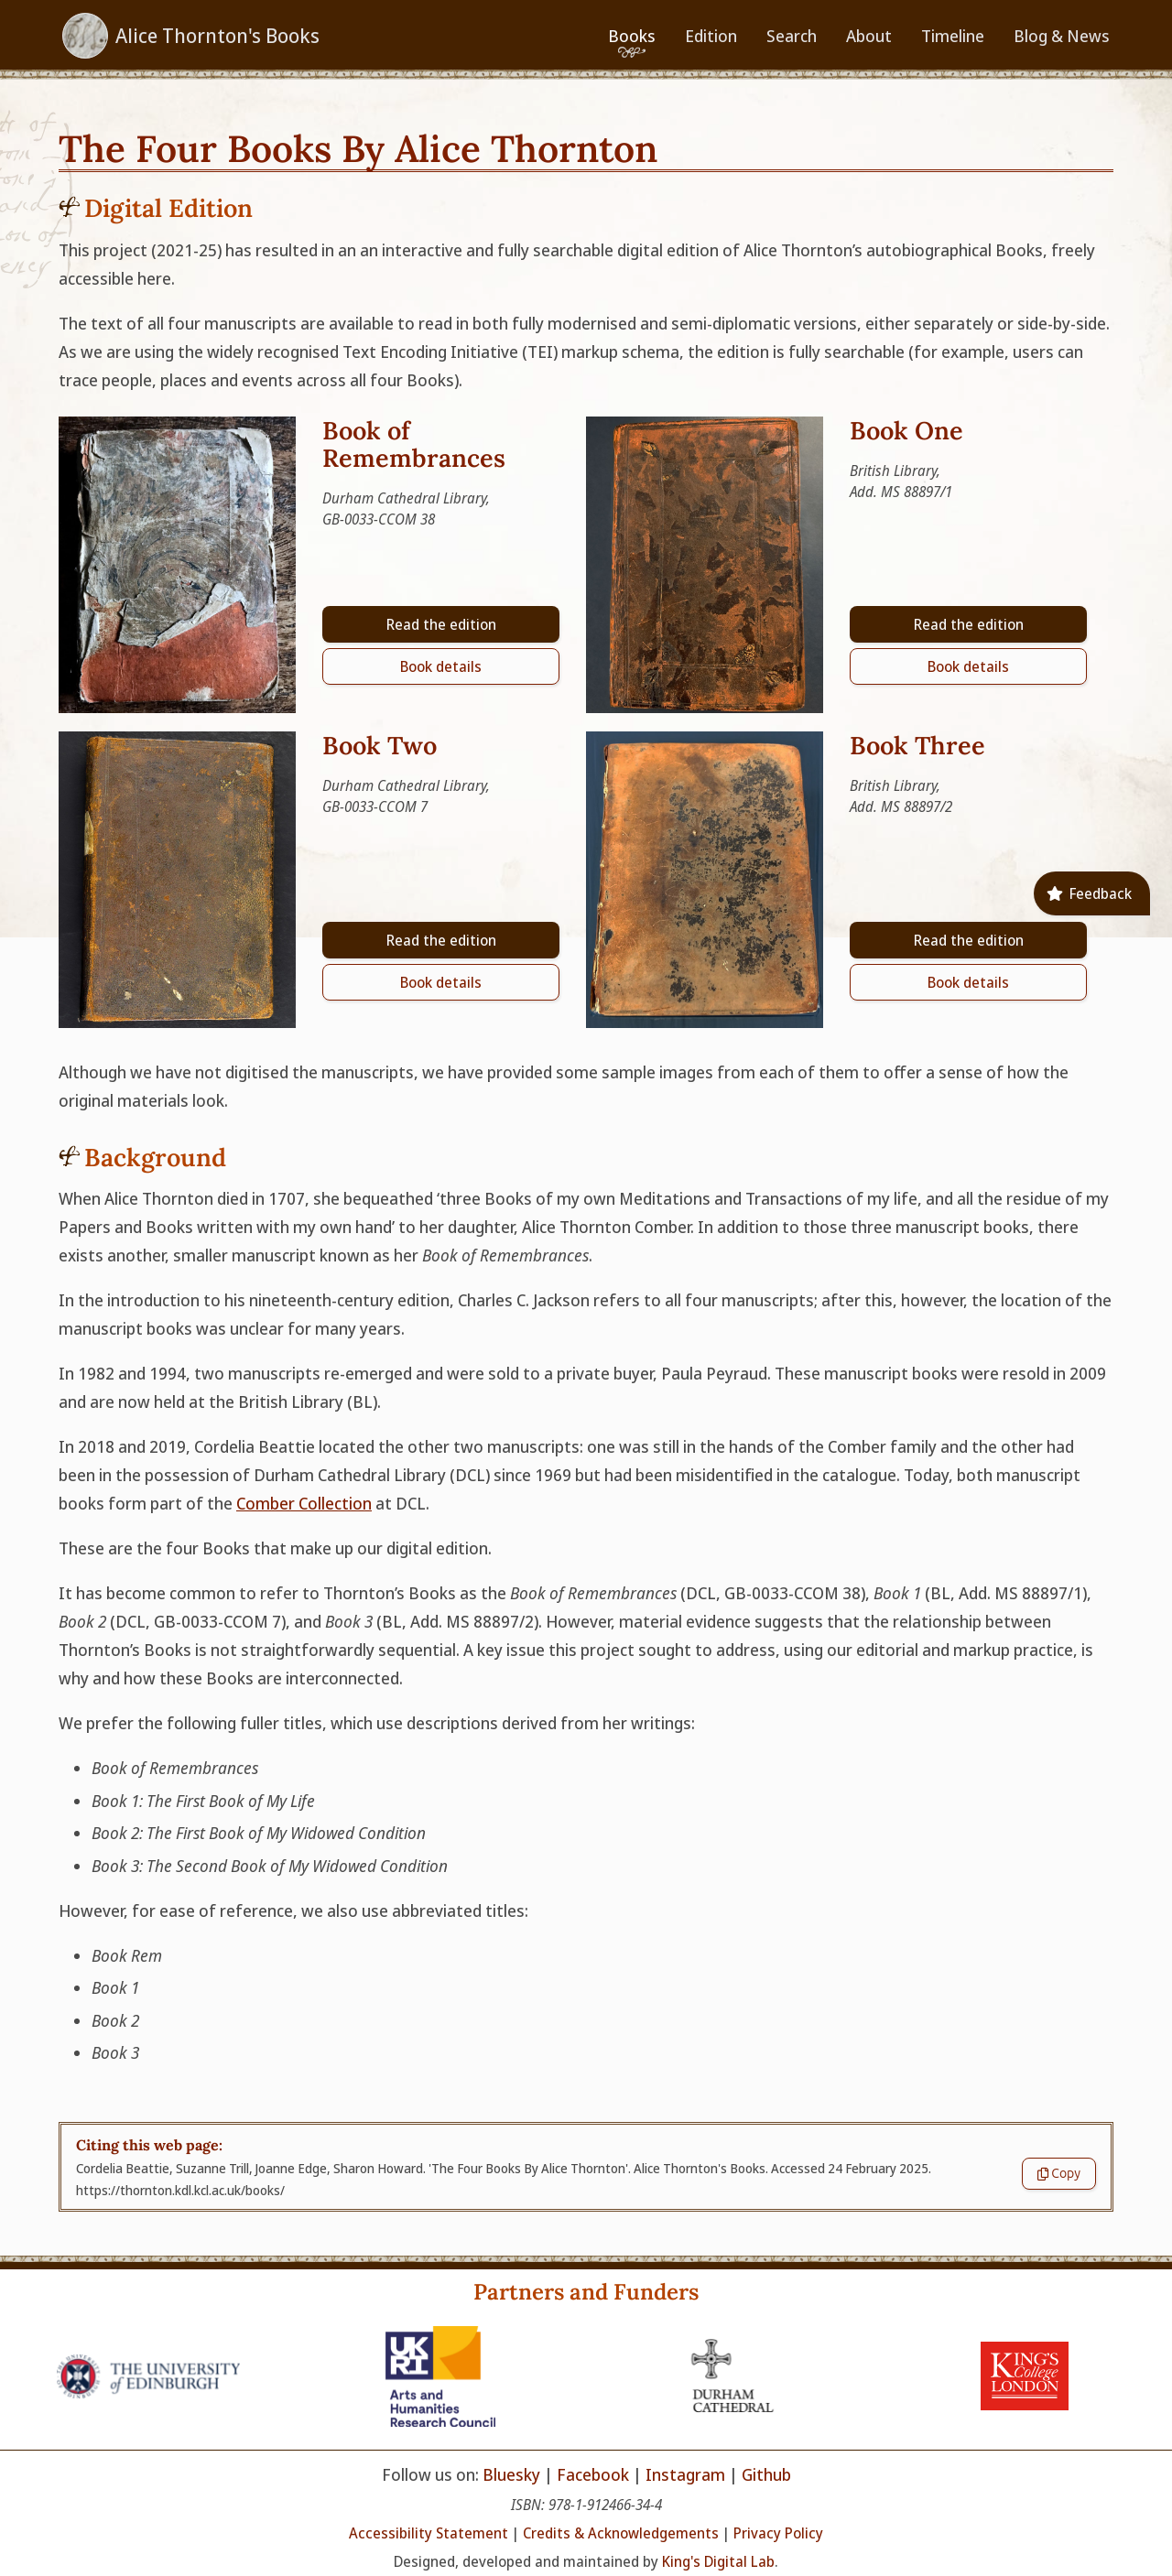 Alice Thornton's Books
Books
Edition
Search
About
Timeline
Blog & News
The Four Books By Alice Thornton
Digital Edition
This project (2021-25) has resulted in an an interactive and fully searchable digital edition of Alice Thornton’s autobiographical Books, freely
accessible here.
The text of all four manuscripts are available to read in both fully modernised and semi-diplomatic versions, either separately or side-by-side.
As we are using the widely recognised Text Encoding Initiative (TEI) markup schema, the edition is fully searchable (for example, users can
trace people, places and events across all four Books).
Book of
Remembrances
Durham Cathedral Library,
GB-0033-CCOM 38
Read the edition
Book details
Book One
British Library,
Add. MS 88897/1
Read the edition
Book details
Book Two
Durham Cathedral Library,
GB-0033-CCOM 7
Read the edition
Book details
Book Three
British Library,
Add. MS 88897/2
Feedback
Read the edition
Book details
Although we have not digitised the manuscripts, we have provided some sample images from each of them to offer a sense of how the
original materials look.
Background
When Alice Thornton died in 1707, she bequeathed ‘three Books of my own Meditations and Transactions of my life, and all the residue of my
Papers and Books written with my own hand’ to her daughter, Alice Thornton Comber. In addition to those three manuscript books, there
exists another, smaller manuscript known as her Book of Remembrances.
In the introduction to his nineteenth-century edition, Charles C. Jackson refers to all four manuscripts; after this, however, the location of the
manuscript books was unclear for many years.
In 1982 and 1994, two manuscripts re-emerged and were sold to a private buyer, Paula Peyraud. These manuscript books were resold in 2009
and are now held at the British Library (BL).
In 2018 and 2019, Cordelia Beattie located the other two manuscripts: one was still in the hands of the Comber family and the other had
been in the possession of Durham Cathedral Library (DCL) since 1969 but had been misidentified in the catalogue. Today, both manuscript
books form part of the Comber Collection at DCL.
These are the four Books that make up our digital edition.
It has become common to refer to Thornton’s Books as the Book of Remembrances (DCL, GB-0033-CCOM 38), Book 1 (BL, Add. MS 88897/1),
Book 2 (DCL, GB-0033-CCOM 7), and Book 3 (BL, Add. MS 88897/2). However, material evidence suggests that the relationship between
Thornton’s Books is not straightforwardly sequential. A key issue this project sought to address, using our editorial and markup practice, is
why and how these Books are interconnected.
We prefer the following fuller titles, which use descriptions derived from her writings:
• Book of Remembrances
• Book 1: The First Book of My Life
• Book 2: The First Book of My Widowed Condition
• Book 3: The Second Book of My Widowed Condition
However, for ease of reference, we also use abbreviated titles:
• Book Rem
• Book 1
• Book 2
• Book 3
Citing this web page:
Cordelia Beattie, Suzanne Trill, Joanne Edge, Sharon Howard. 'The Four Books By Alice Thornton'. Alice Thornton's Books. Accessed 24 February 2025.
https://thornton.kdl.kcl.ac.uk/books/
Copy
Partners and Funders
THE UNIVERSITY
of EDINBURGH
UK
RI
Arts and
Humanities
Research Council
DURHAM
CATHEDRAL
KING'S
College
LONDON
Follow us on: Bluesky | Facebook | Instagram | Github
ISBN: 978-1-912466-34-4
Accessibility Statement | Credits & Acknowledgements | Privacy Policy
Designed, developed and maintained by King's Digital Lab.